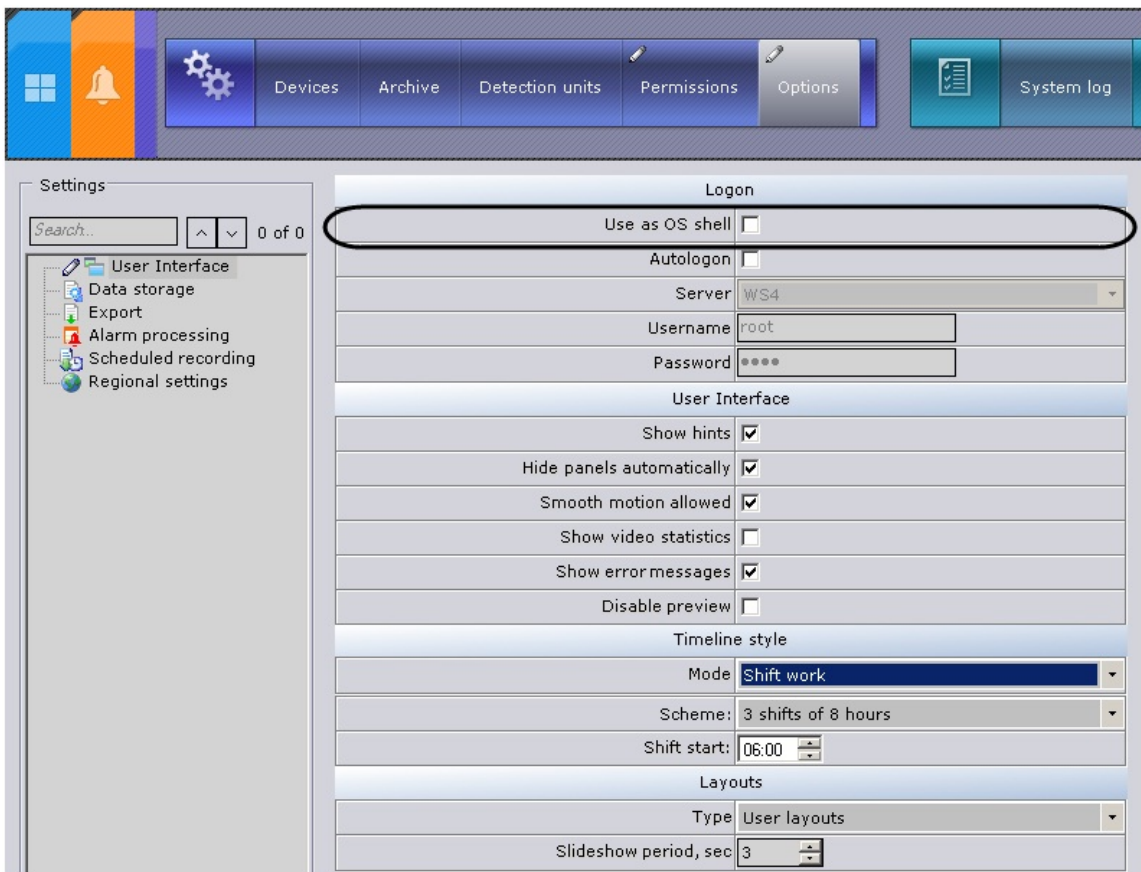 Devices
Archive
Detection units
Permissions
Options
System log
Settings
Search...
0 of 0
User Interface
Data storage
Export
Alarm processing
Scheduled recording
Regional settings
Logon
Use as OS shell
Autologon
Server WS4
Username root
Password ••••
User Interface
Show hints
Hide panels automatically
Smooth motion allowed
Show video statistics
Show error messages
Disable preview
Timeline style
Mode Shift work
Scheme: 3 shifts of 8 hours
Shift start: 06:00
Layouts
Type User layouts
Slideshow period, sec 3